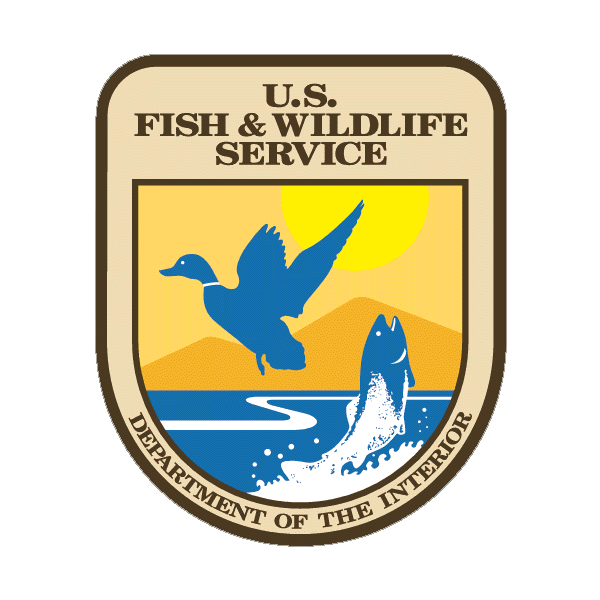 U.S.
FISH & WILDLIFE
SERVICE
DEPARTMENT OF THE INTERIOR